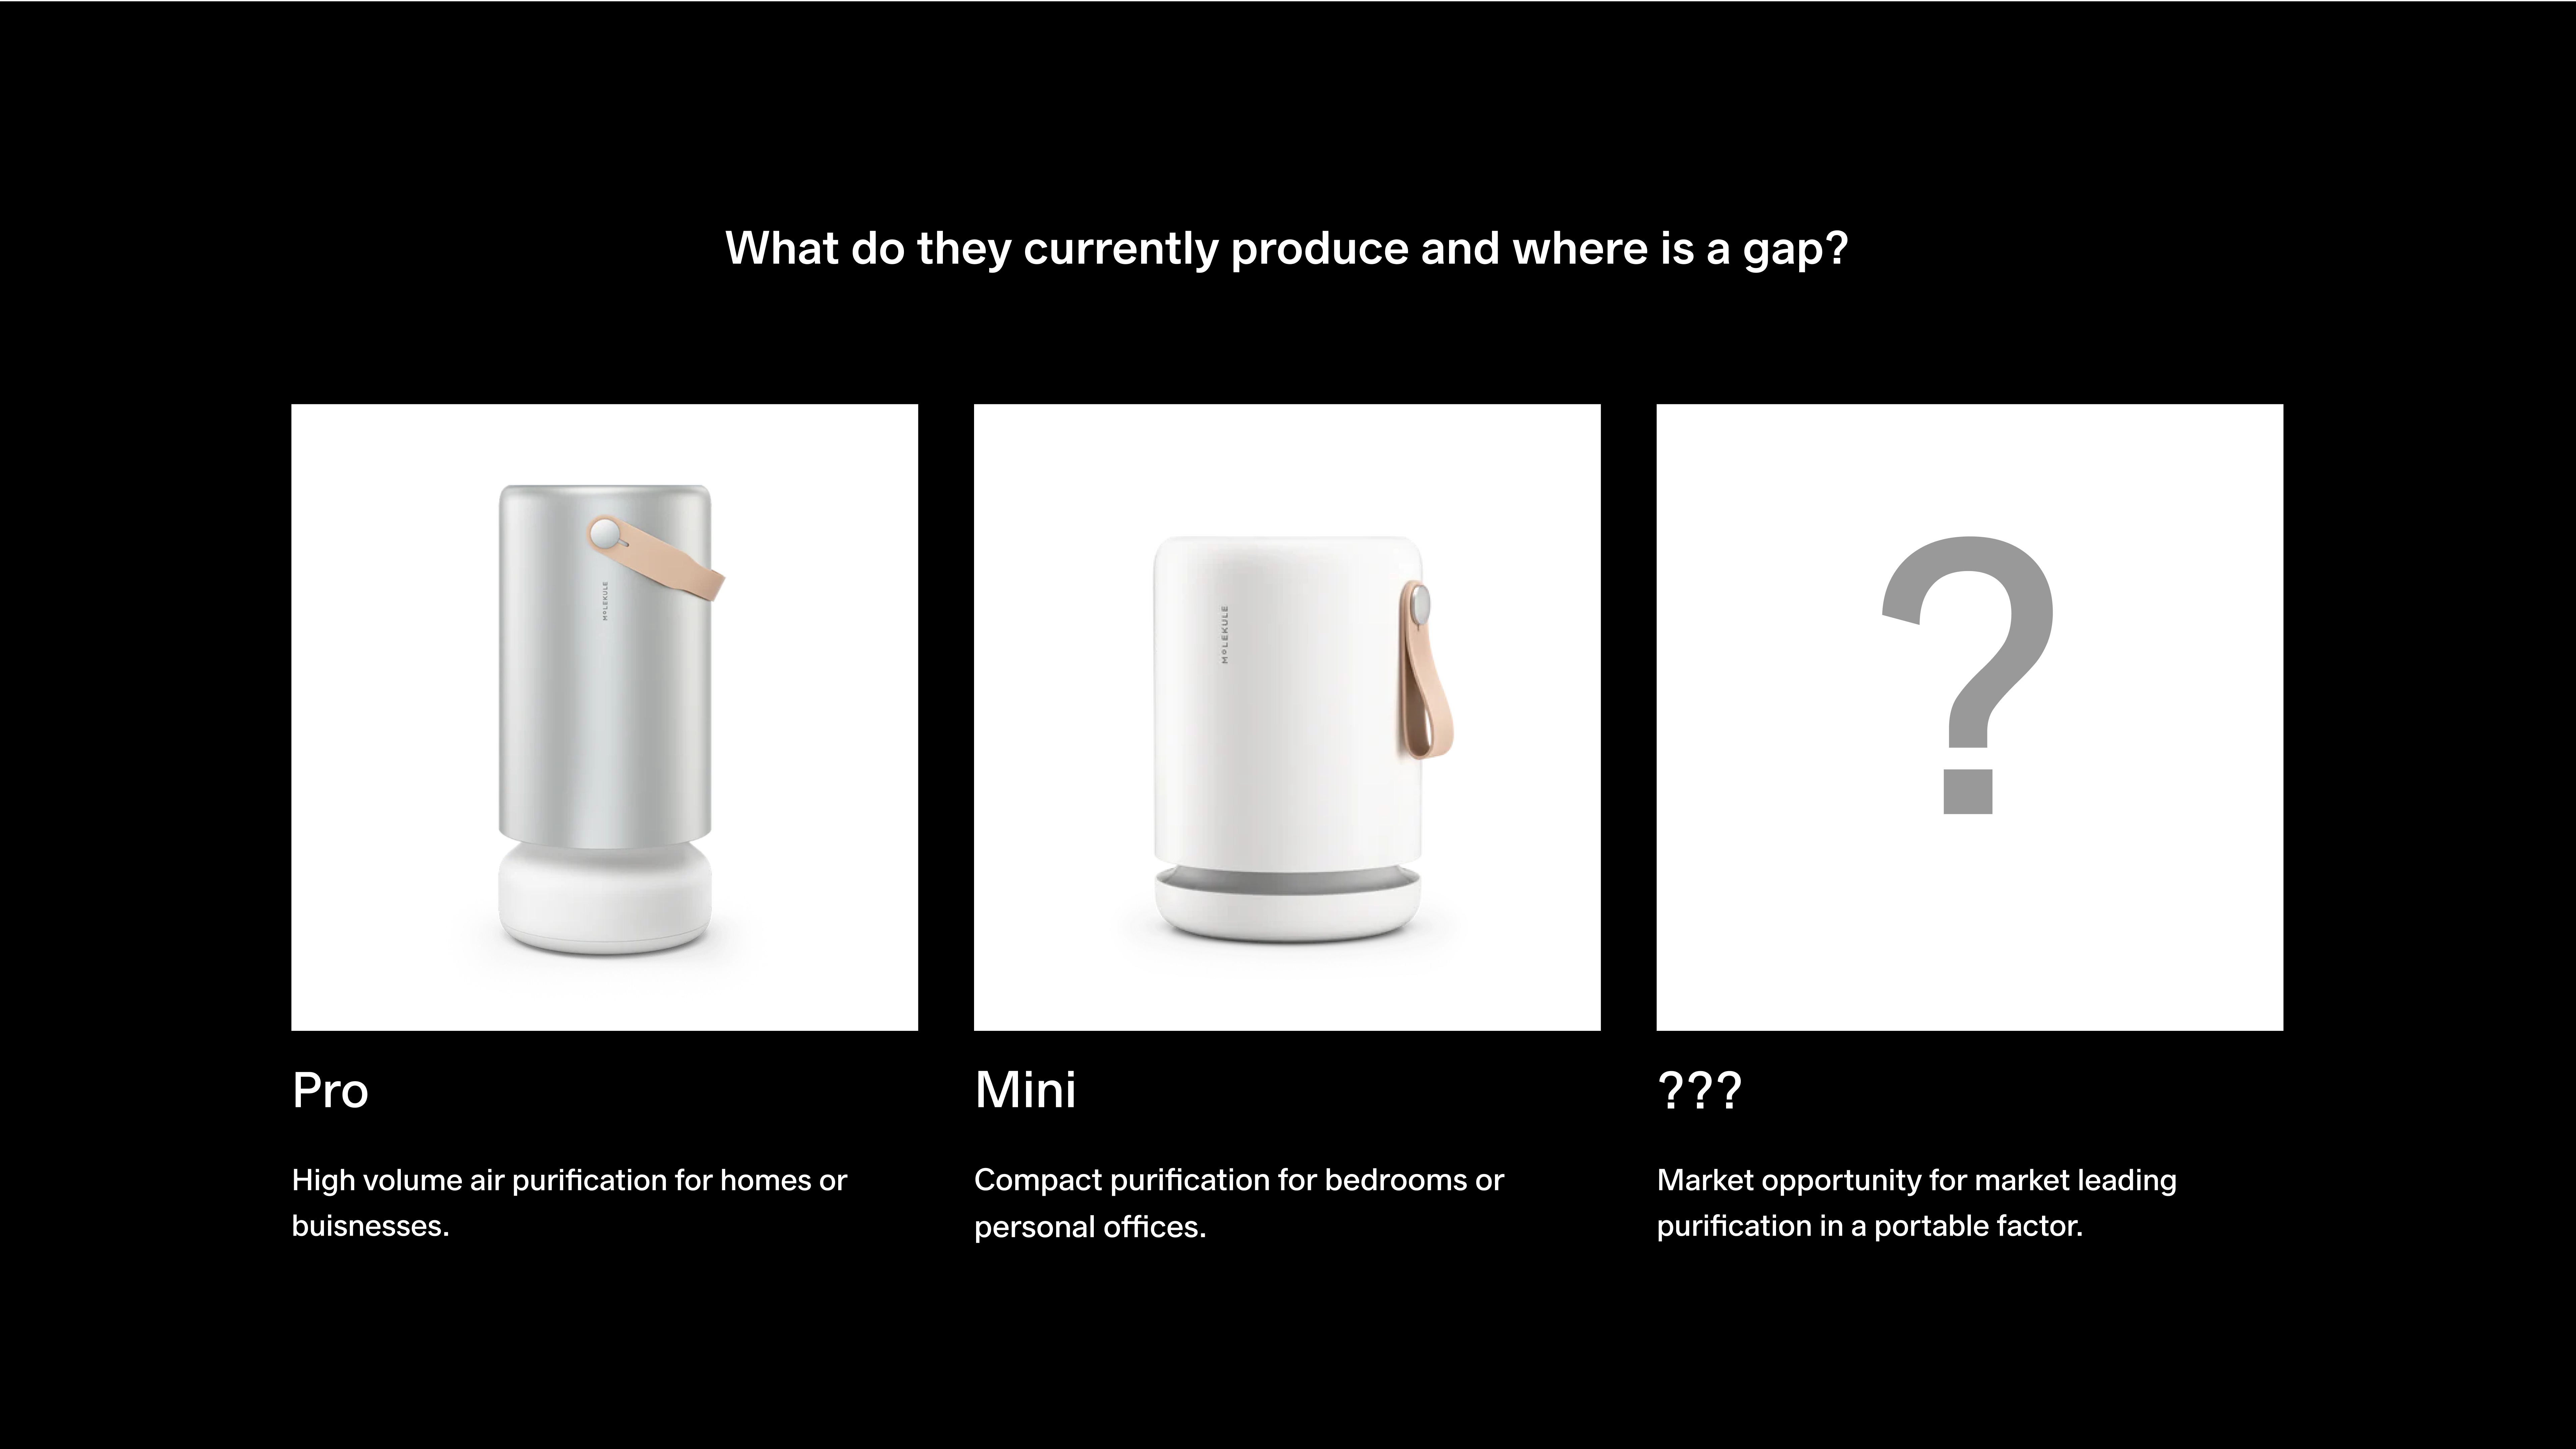 What do they currently produce and where is a gap?
MOLEKULE
MOLEKULE
?
Pro
High volume air purification for homes or
buisnesses.
Mini
Compact purification for bedrooms or
personal offices.
???
Market opportunity for market leading
purification in a portable factor.